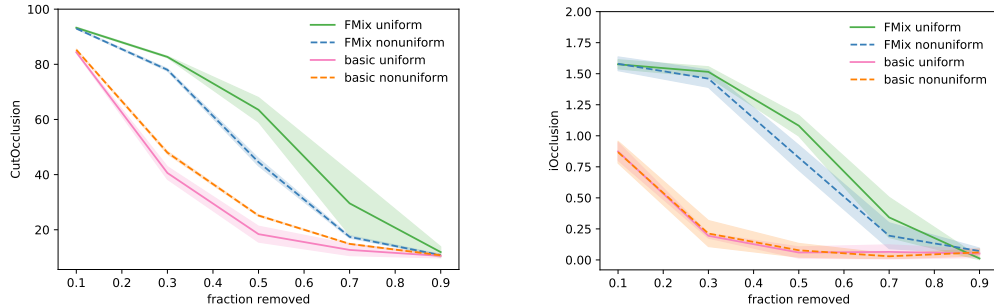 100
80
60
40
20
CutOcclusion
0.1 0.2 0.3 0.4 0.5 0.6 0.7 0.8 0.9
fraction removed
FMix uniform
FMix nonuniform
basic uniform
basic nonuniform
2.00
1.75
1.50
1.25
1.00
0.75
0.50
0.25
0.00
iOcclusion
0.1 0.2 0.3 0.4 0.5 0.6 0.7 0.8 0.9
fraction removed
FMix uniform
FMix nonuniform
basic uniform
basic nonuniform